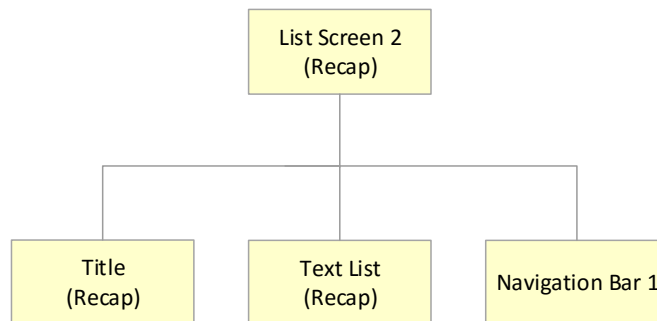 List Screen 2
(Recap)
Title
(Recap)
Text List
(Recap)
Navigation Bar 1